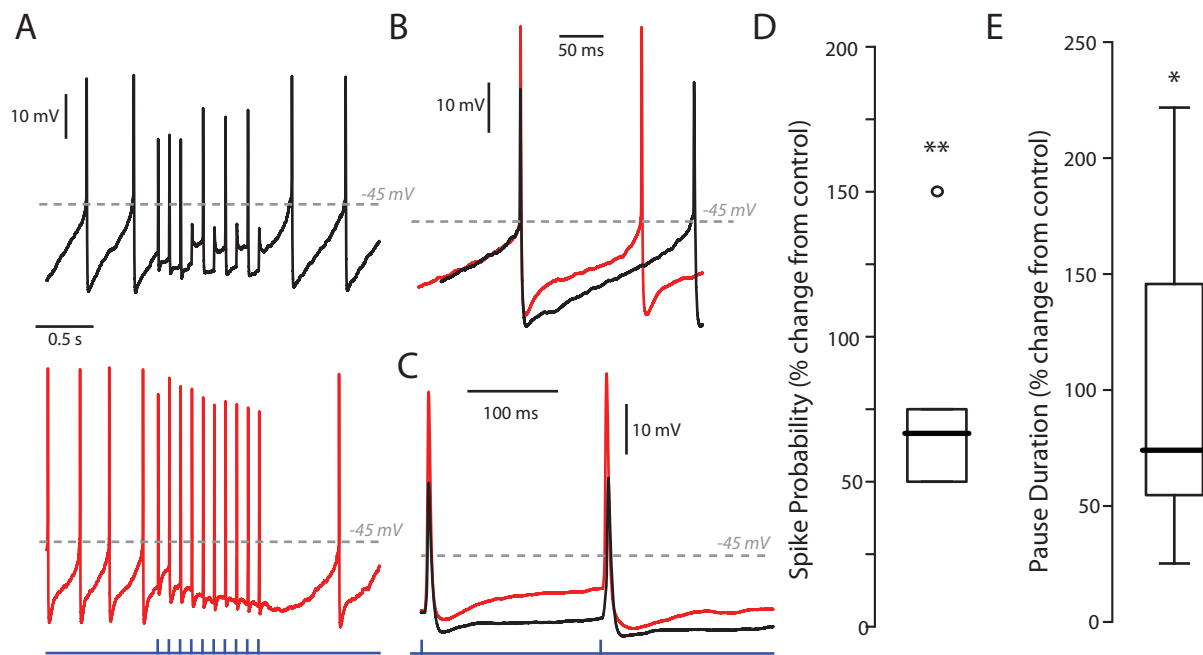 A
10 mV
-45 mV
0.5 s
-45 mV
B
50 ms
10 mV
-45 mV
C
100 ms
10 mV
-45 mV
D
Spike Probability (% change from control)
200
150
100
50
0
**
E
Pause Duration (% change from control)
250
200
150
100
50
0
*